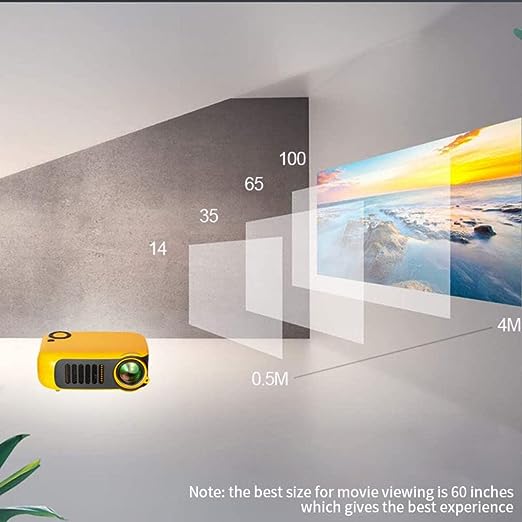 100
65
35
14
4M
0.5M
Note: the best size for movie viewing is 60 inches
which gives the best experience